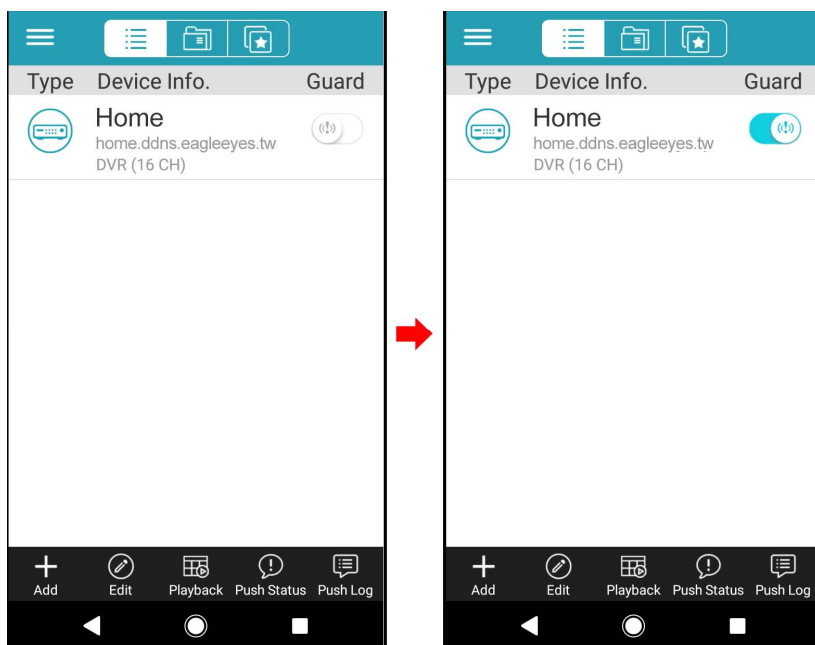 Type Device Info. Guard
Home
home.ddns.eagleeyes.tw
DVR (16 CH)
Add Edit Playback Push Status Push Log
Type Device Info. Guard
Home
home.ddns.eagleeyes.tw
DVR (16 CH)
Add Edit Playback Push Status Push Log